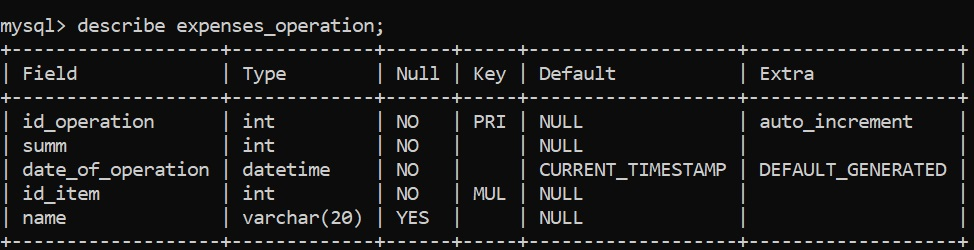 mysql> describe expenses_operation;
+-------------------+-------------+------+-----+-------------------+-------------------+
| Field             | Type        | Null | Key | Default           | Extra             |
+-------------------+-------------+------+-----+-------------------+-------------------+
| id_operation      | int         | NO   | PRI | NULL              | auto_increment    |
| summ              | int         | NO   |     | NULL              |                   |
| date_of_operation | datetime    | NO   |     | CURRENT_TIMESTAMP | DEFAULT_GENERATED |
| id_item           | int         | NO   | MUL | NULL              |                   |
| name              | varchar(20) | YES  |     | NULL              |                   |
+-------------------+-------------+------+-----+-------------------+-------------------+